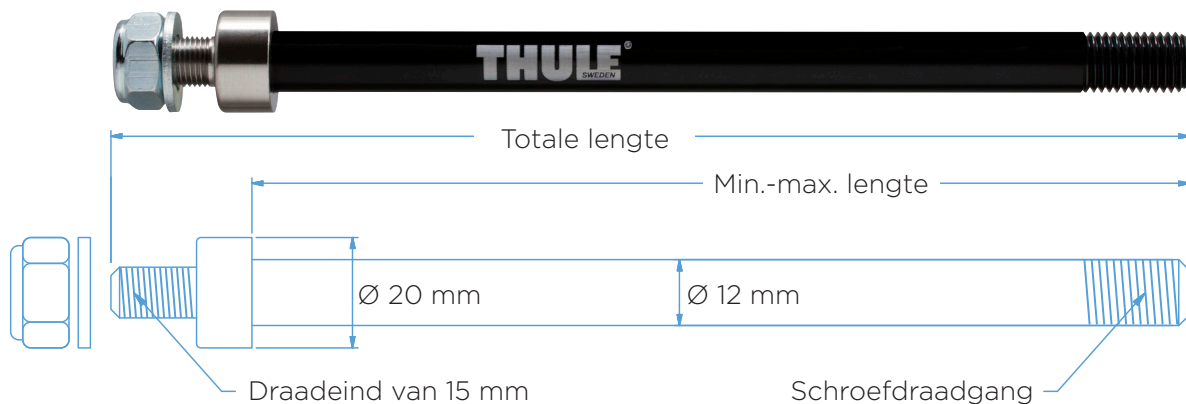 THULE®
SWEDEN
Totale lengte
Min.-max. lengte
Ø 20 mm
Ø 12 mm
Draadeind van 15 mm
Schroefdraadgang